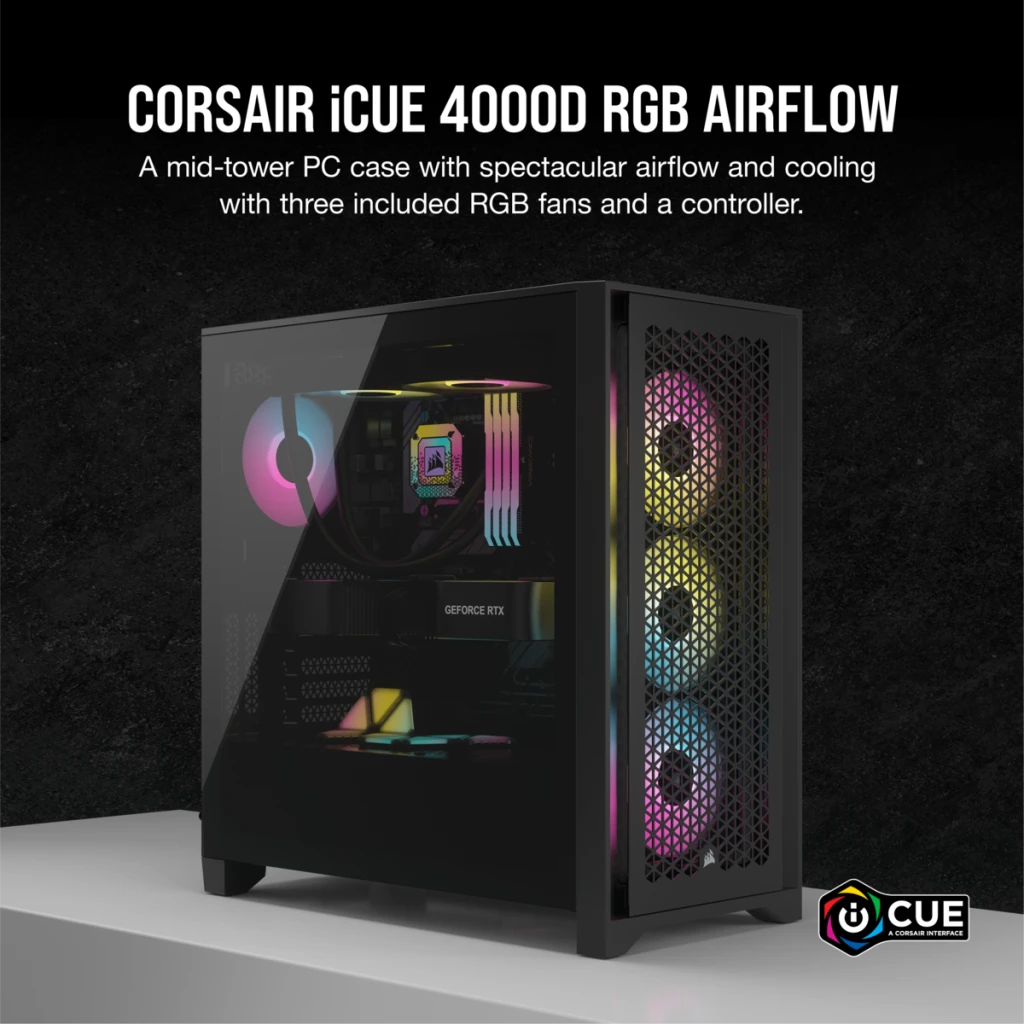 CORSAIR iCUE 4000D RGB AIRFLOW
A mid-tower PC case with spectacular airflow and cooling
with three included RGB fans and a controller.
GEFORCE RTX
iCUE
A CORSAIR INTERFACE